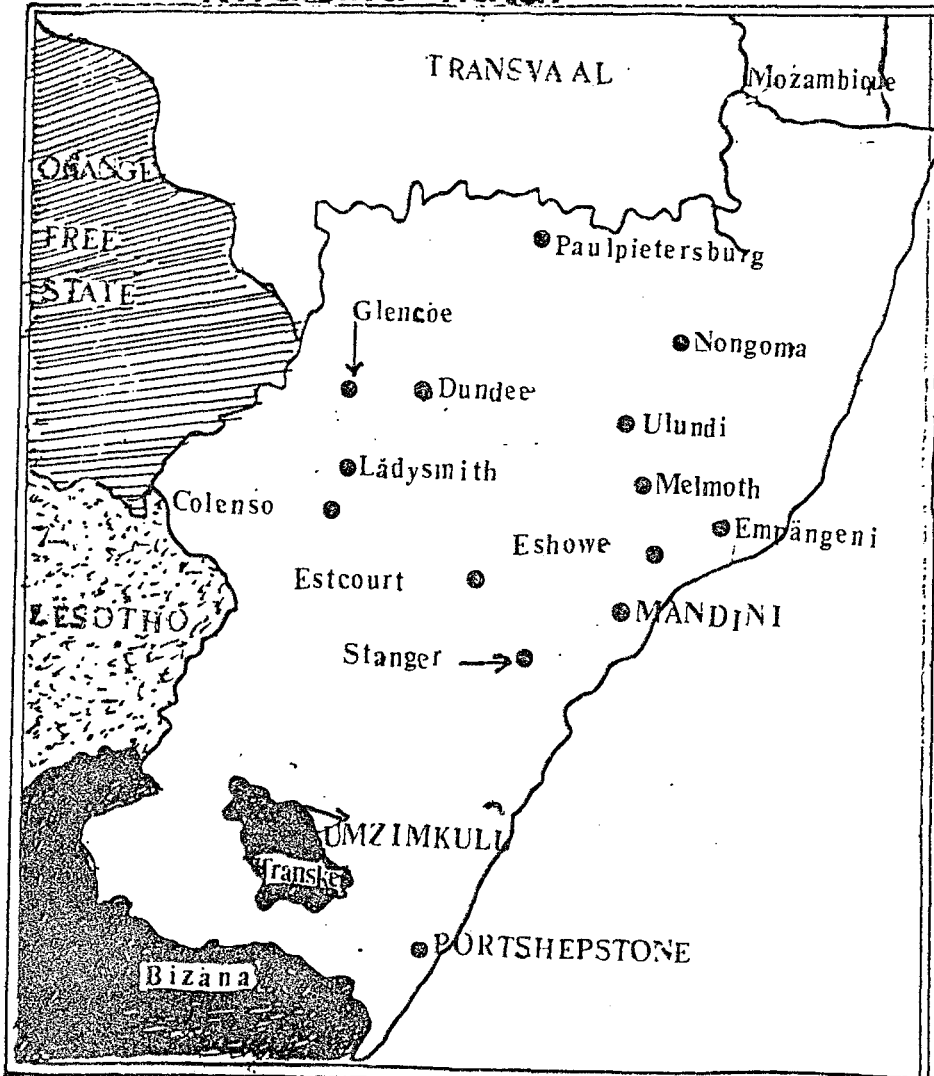 TRANSVAAL
Mozambique
ORANGE
FREE
STATE
Paulpietersburg
Glencoe
Nongoma
Dundee
Ulundi
Ladysmith
Melmoth
Colenso
Empangeni
Eshowe
Estcourt
LESOTHO
MANDINI
Stanger
UMZIMKULU
Transkei
PORTSHEPSTONE
Bizana